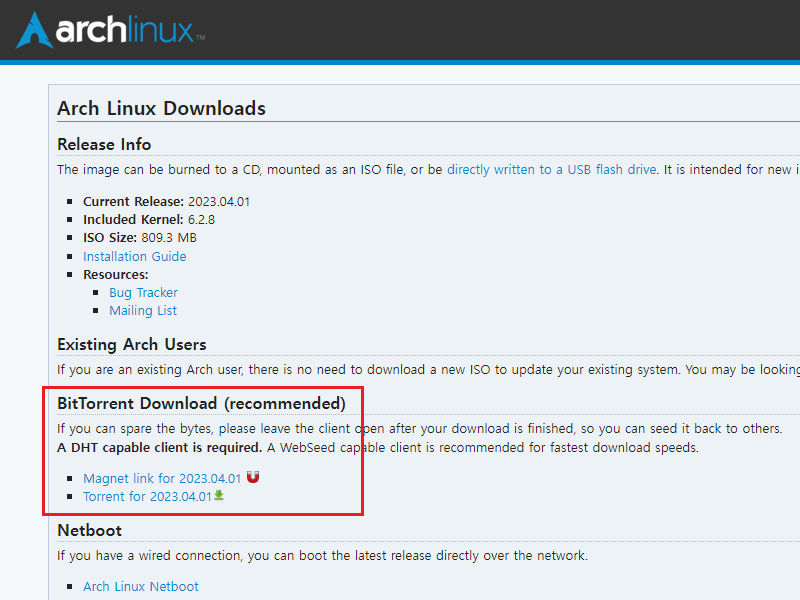 archlinux™
Arch Linux Downloads
Release Info
The image can be burned to a CD, mounted as an ISO file, or be directly written to a USB flash drive. It is intended for new i
Current Release: 2023.04.01
Included Kernel: 6.2.8
ISO Size: 809.3 MB
Installation Guide
Resources:
Bug Tracker
Mailing List
Existing Arch Users
If you are an existing Arch user, there is no need to download a new ISO to update your existing system. You may be looking
BitTorrent Download (recommended)
If you can spare the bytes, please leave the client open after your download is finished, so you can seed it back to others.
A DHT capable client is required. A WebSeed capable client is recommended for fastest download speeds.
Magnet link for 2023.04.01
Torrent for 2023.04.01
Netboot
If you have a wired connection, you can boot the latest release directly over the network.
Arch Linux Netboot